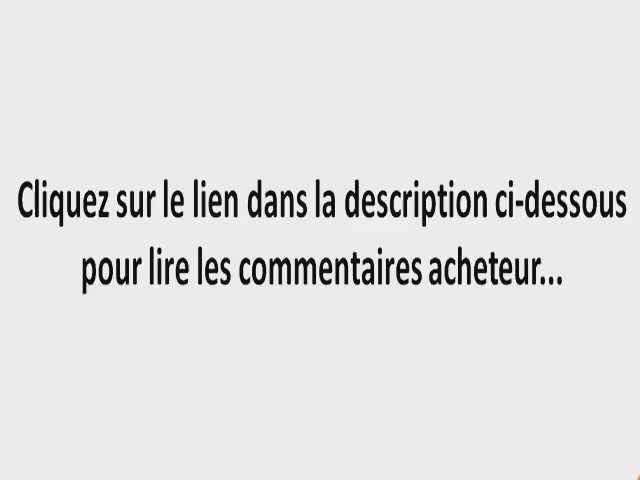 Cliquez sur le lien dans la description ci-dessous
pour lire les commentaires acheteur...